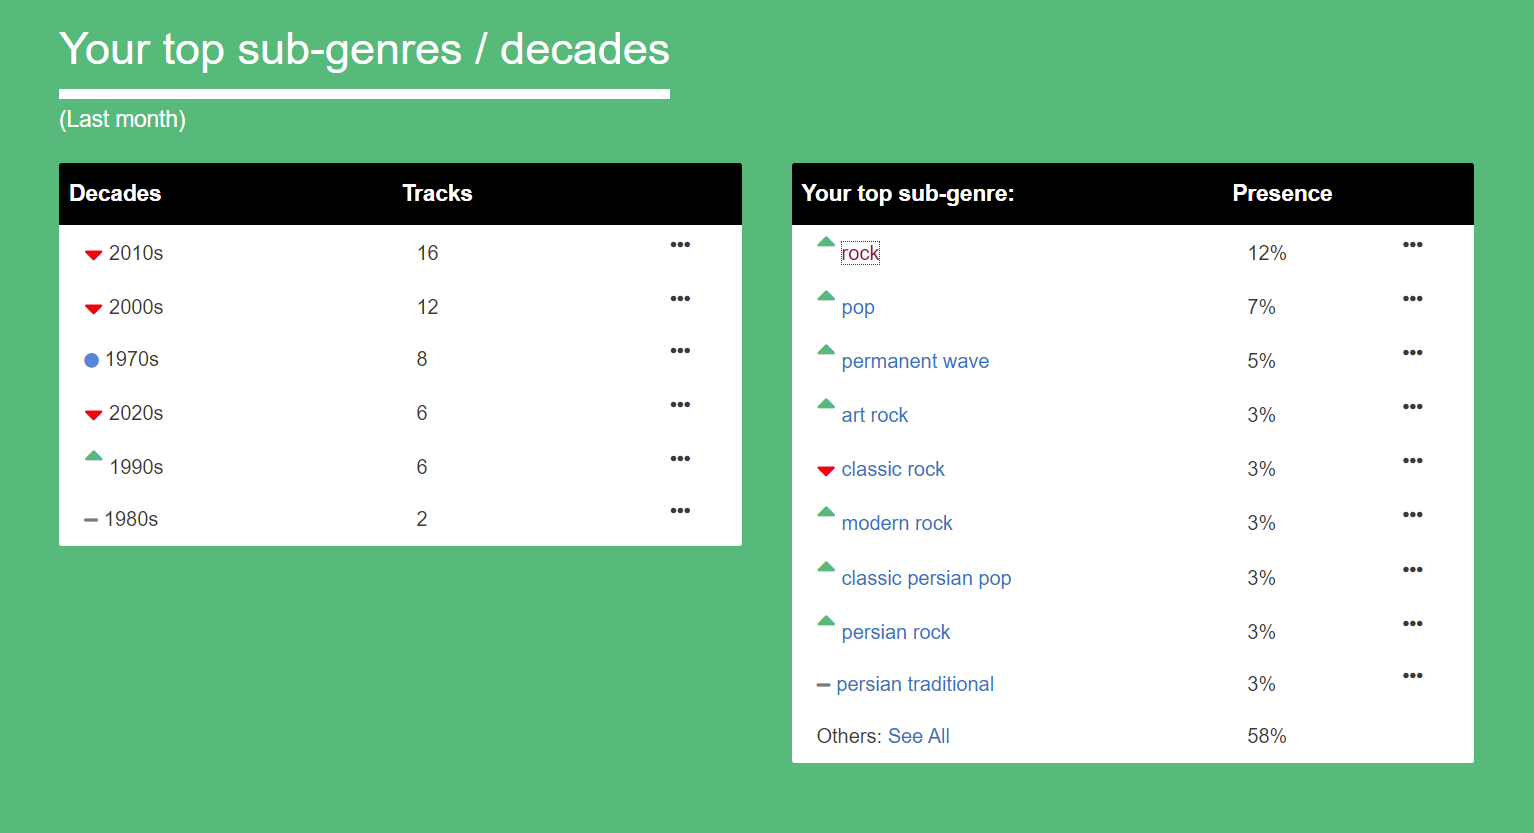 Your top sub-genres / decades
(Last month)
Decades Tracks
2010s 16 •••
2000s 12 •••
1970s 8 •••
2020s 6 •••
1990s 6 •••
1980s 2 •••
Your top sub-genre: Presence
rock 12% •••
pop 7% •••
permanent wave 5% •••
art rock 3% •••
classic rock 3% •••
modern rock 3% •••
classic persian pop 3% •••
persian rock 3% •••
persian traditional 3% •••
Others: See All 58%